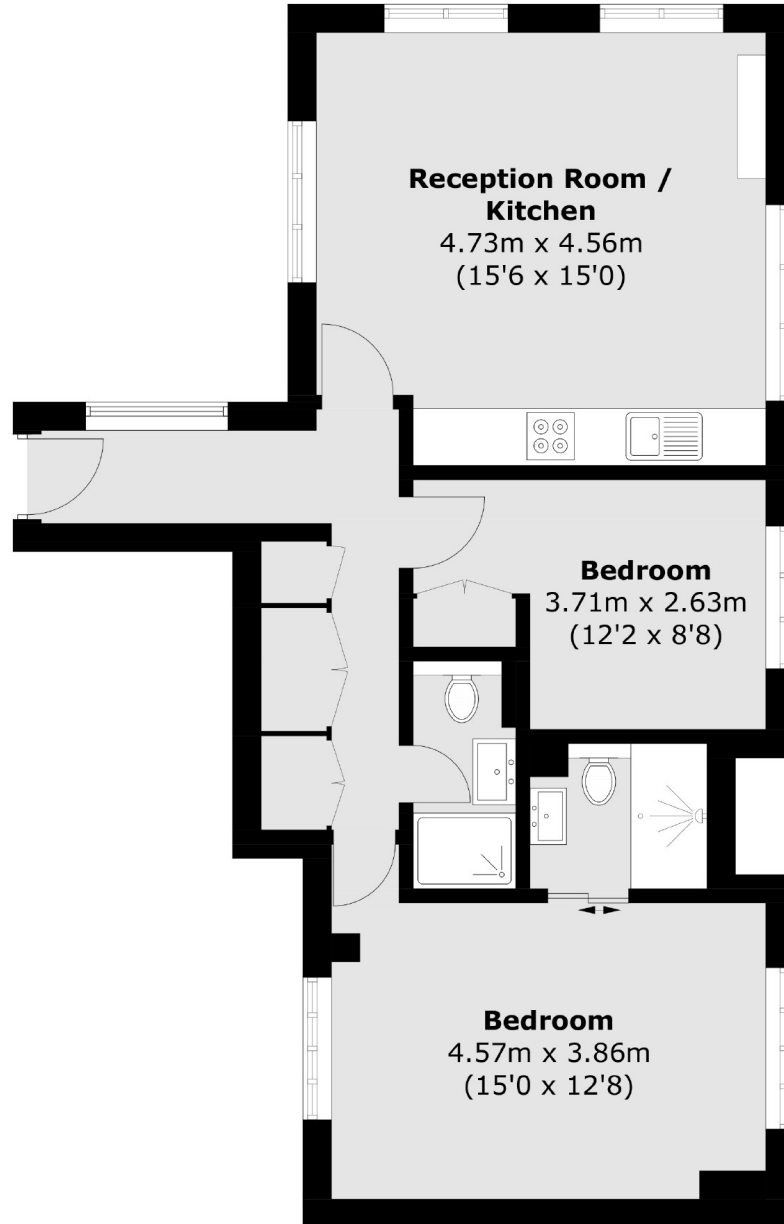 Reception Room /
Kitchen
4.73m x 4.56m
(15'6 x 15'0)
Bedroom
3.71m x 2.63m
(12'2 x 8'8)
Bedroom
4.57m x 3.86m
(15'0 x 12'8)